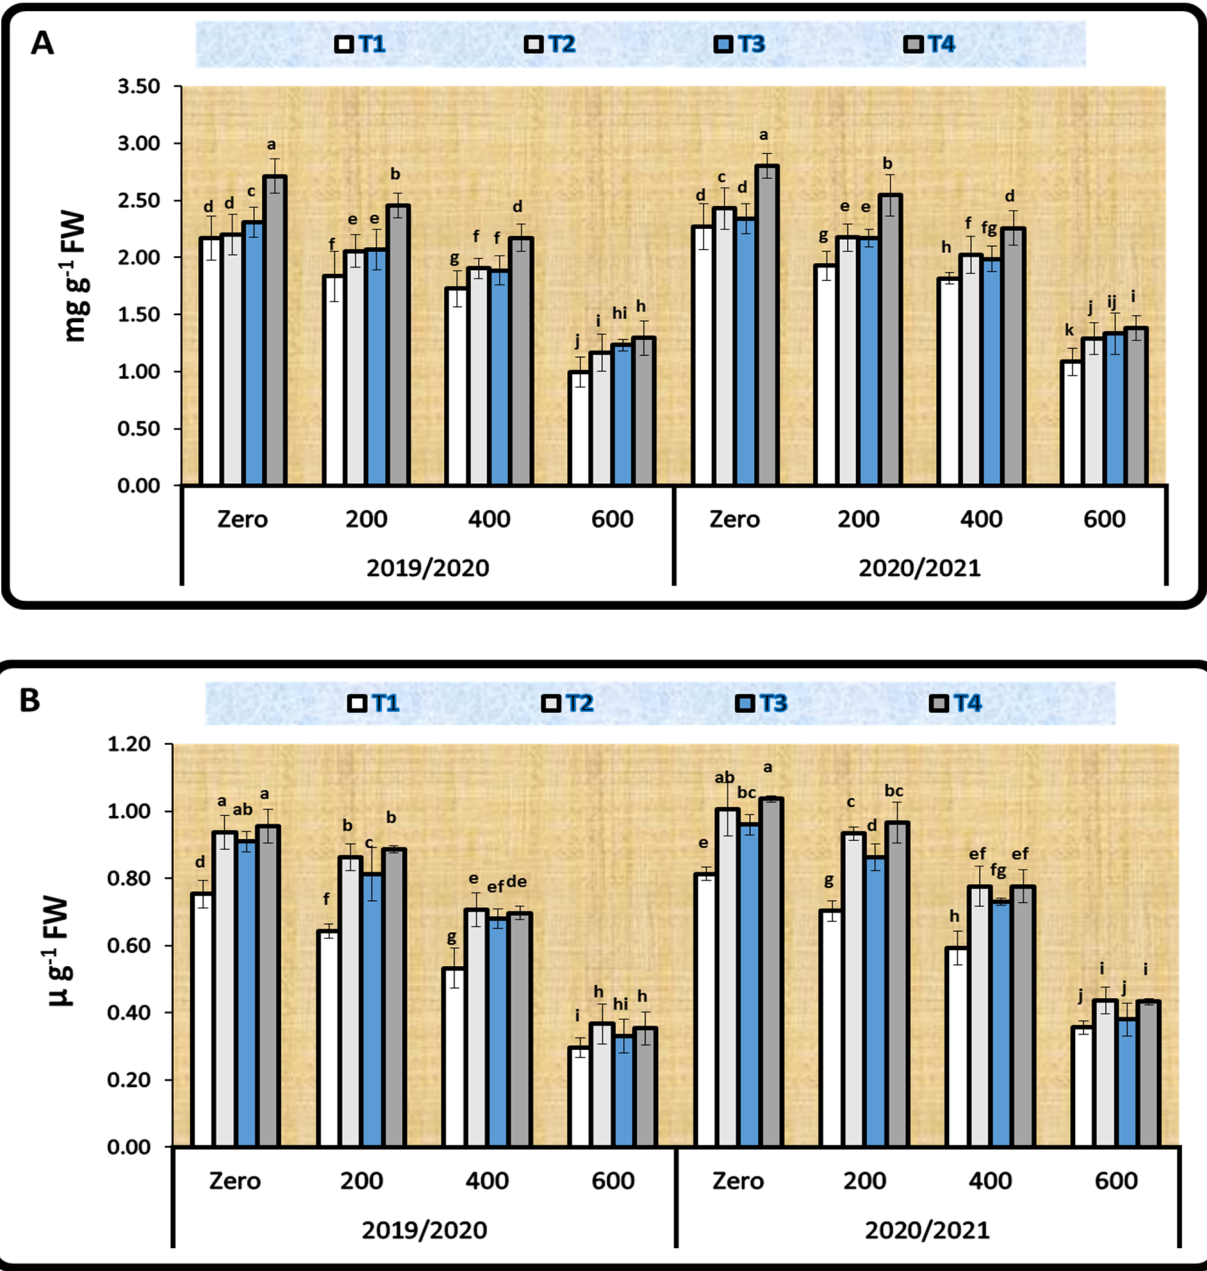 A
T1 T2 T3 T4
3.50
3.00
2.50
2.00
1.50
1.00
0.50
0.00
mg g⁻¹ FW
d d c a f e e b g f f d j i hi h d c d a g e e b h f fg d k j ij i
Zero 200 400 600 Zero 200 400 600
2019/2020 2020/2021
B
T1 T2 T3 T4
1.20
1.00
0.80
0.60
0.40
0.20
0.00
µ g⁻¹ FW
d a ab a f b c b g e ef de i h hi h e ab bc a g c d bc h ef fg ef j i j i
Zero 200 400 600 Zero 200 400 600
2019/2020 2020/2021